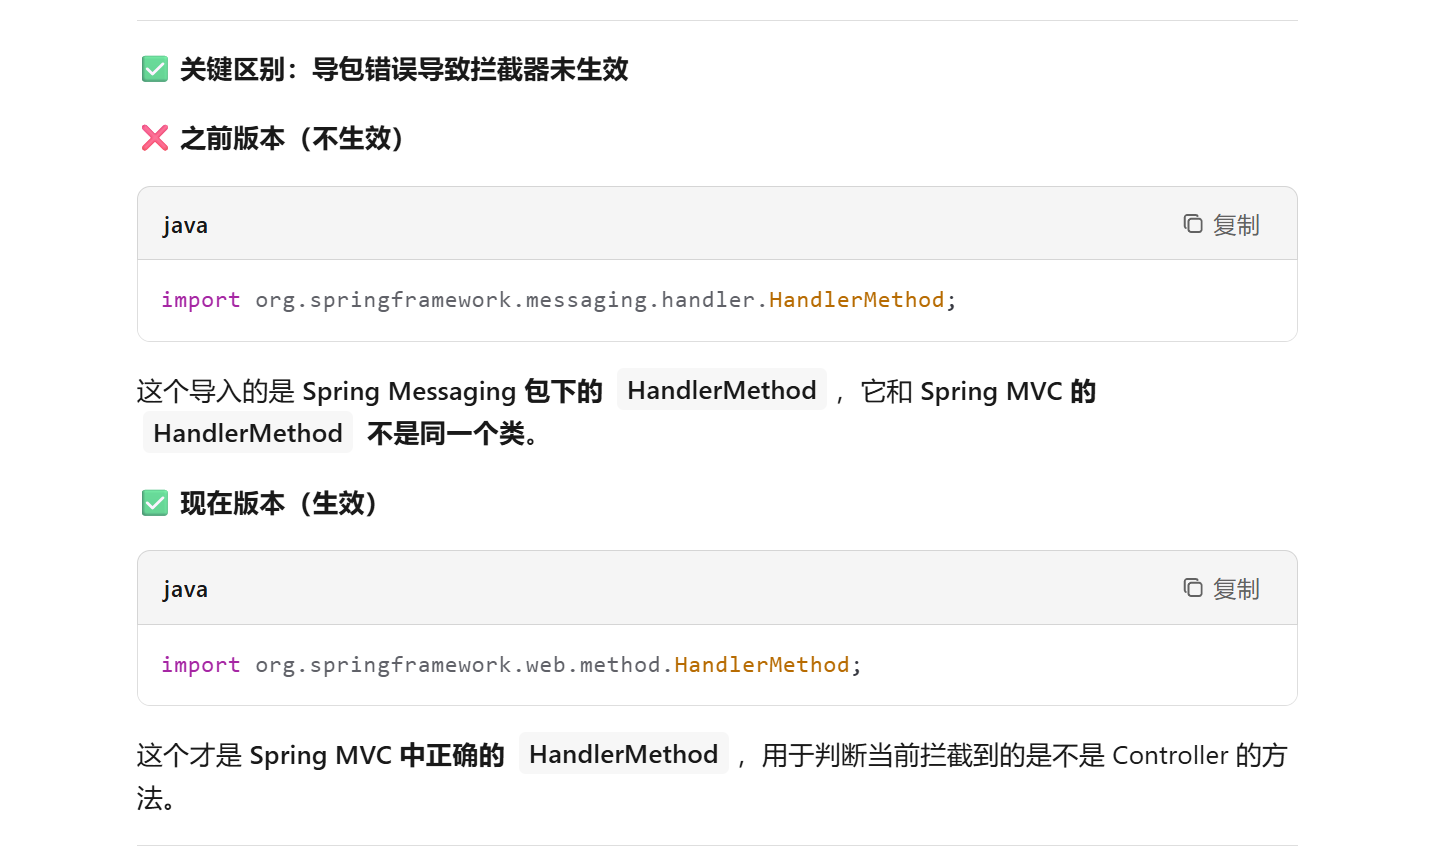 ✅ 关键区别：导包错误导致拦截器未生效
❌ 之前版本（不生效）
java 复制
import org.springframework.messaging.handler.HandlerMethod;
这个导入的是 Spring Messaging 包下的 HandlerMethod ，它和 Spring MVC 的
HandlerMethod 不是同一个类。
✅ 现在版本（生效）
java 复制
import org.springframework.web.method.HandlerMethod;
这个才是 Spring MVC 中正确的 HandlerMethod ，用于判断当前拦截到的是不是 Controller 的方
法。